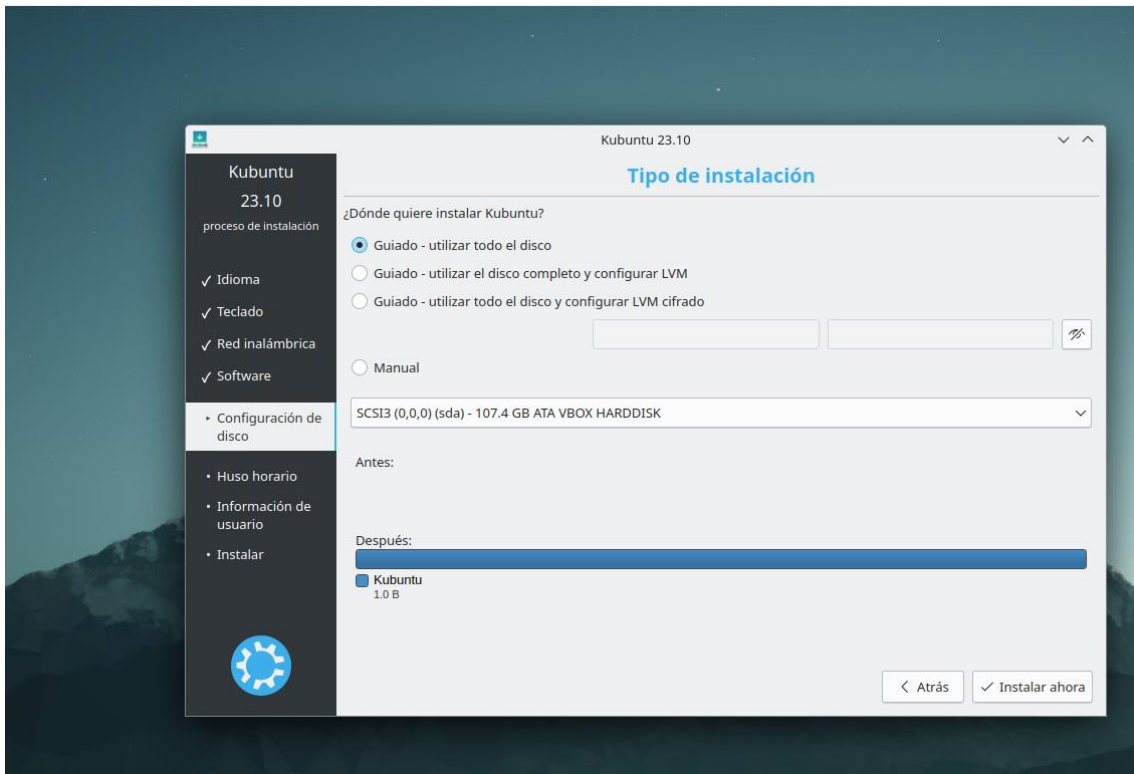 Kubuntu 23.10
Kubuntu
23.10
proceso de instalación
✓ Idioma
✓ Teclado
✓ Red inalámbrica
✓ Software
‣ Configuración de
disco
• Huso horario
• Información de
usuario
• Instalar
Tipo de instalación
¿Dónde quiere instalar Kubuntu?
Guiado - utilizar todo el disco
Guiado - utilizar el disco completo y configurar LVM
Guiado - utilizar todo el disco y configurar LVM cifrado
Manual
SCSI3 (0,0,0) (sda) - 107.4 GB ATA VBOX HARDDISK
Antes:
Después:
Kubuntu
1.0 B
Atrás
Instalar ahora